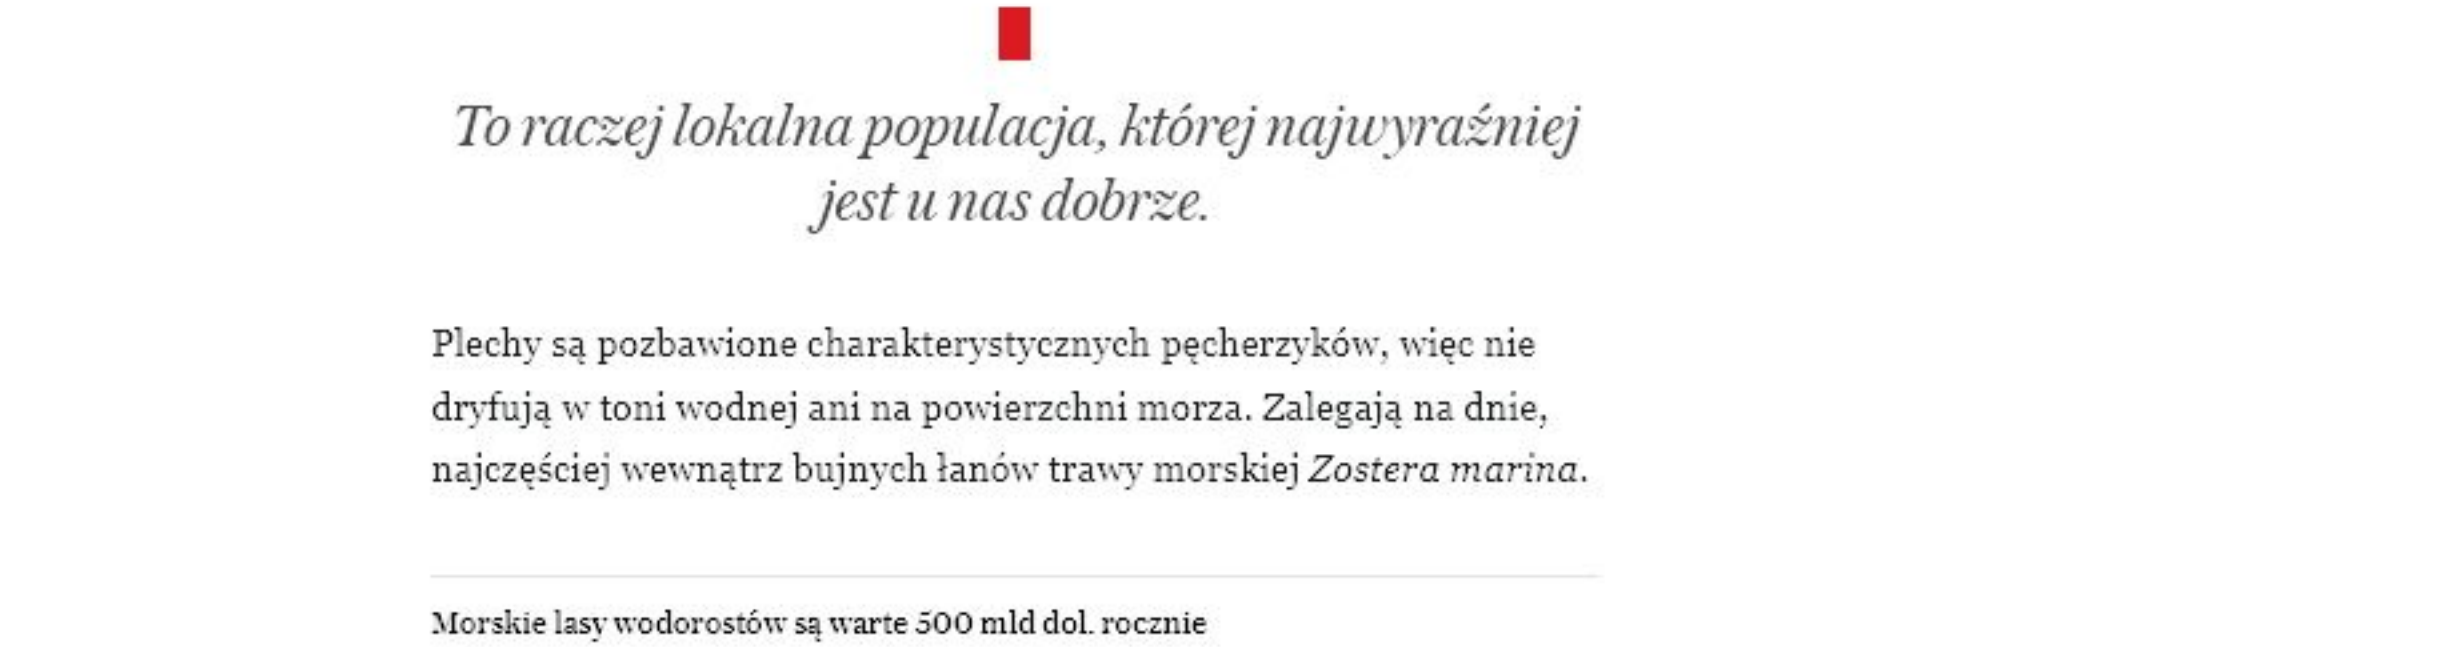 To raczej lokalna populacja, której najwyraźniej
jest u nas dobrze.
Plechy są pozbawione charakterystycznych pęcherzyków, więc nie
dryfują w toni wodnej ani na powierzchni morza. Zalegają na dnie,
najczęściej wewnątrz bujnych łanów trawy morskiej Zostera marina.
Morskie lasy wodorostów są warte 500 mld dol. rocznie